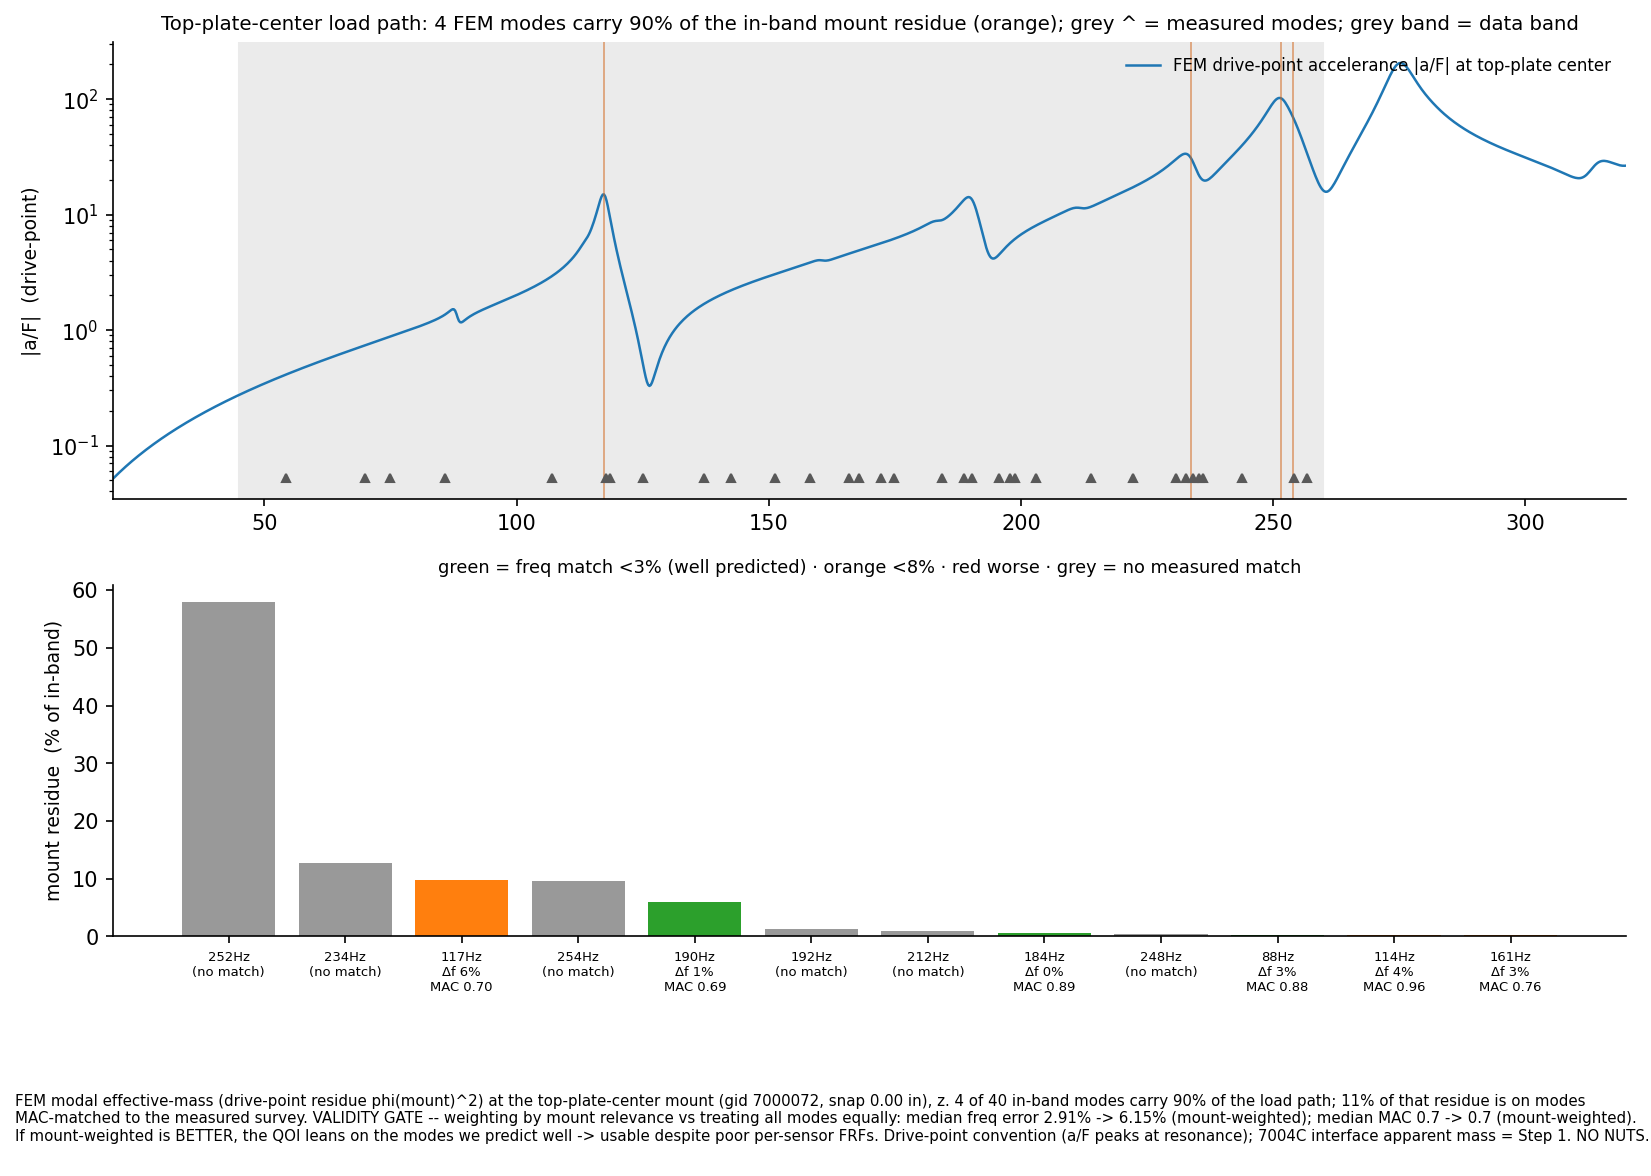 Top-plate-center load path: 4 FEM modes carry 90% of the in-band mount residue (orange); grey ^ = measured modes; grey band = data band
FEM drive-point accelerance |a/F| at top-plate center
|a/F| (drive-point)
10²
10¹
10⁰
10⁻¹
50 100 150 200 250 300
green = freq match <3% (well predicted) · orange <8% · red worse · grey = no measured match
mount residue (% of in-band)
60
50
40
30
20
10
0
252Hz 234Hz 117Hz 254Hz 190Hz 192Hz 212Hz 184Hz 248Hz 88Hz 114Hz 161Hz
(no match) (no match) Δf 6% (no match) Δf 1% (no match) (no match) Δf 0% (no match) Δf 3% Δf 4% Δf 3%
MAC 0.70 MAC 0.69 MAC 0.89 MAC 0.88 MAC 0.96 MAC 0.76
FEM modal effective-mass (drive-point residue phi(mount)^2) at the top-plate-center mount (gid 7000072, snap 0.00 in), z. 4 of 40 in-band modes carry 90% of the load path; 11% of that residue is on modes
MAC-matched to the measured survey. VALIDITY GATE -- weighting by mount relevance vs treating all modes equally: median freq error 2.91% -> 6.15% (mount-weighted); median MAC 0.7 -> 0.7 (mount-weighted).
If mount-weighted is BETTER, the QOI leans on the modes we predict well -> usable despite poor per-sensor FRFs. Drive-point convention (a/F peaks at resonance); 7004C interface apparent mass = Step 1. NO NUTS.